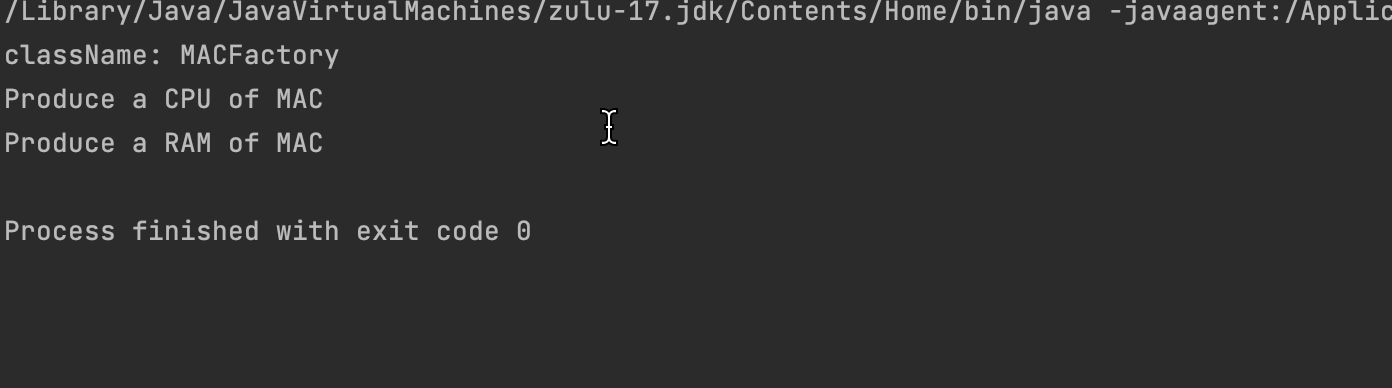 /Library/Java/JavaVirtualMachines/zulu-17.jdk/Contents/Home/bin/java -javaagent:/Applic
className: MACFactory
Produce a CPU of MAC
Produce a RAM of MAC
Process finished with exit code 0